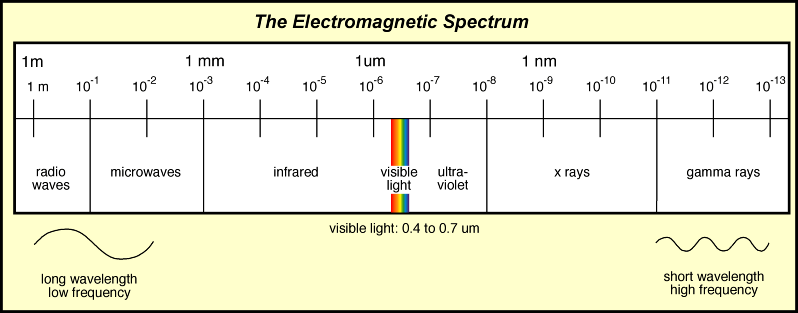 The Electromagnetic Spectrum
1m 1 mm 1um 1 nm
1 m 10⁻¹ 10⁻² 10⁻³ 10⁻⁴ 10⁻⁵ 10⁻⁶ 10⁻⁷ 10⁻⁸ 10⁻⁹ 10⁻¹⁰ 10⁻¹¹ 10⁻¹² 10⁻¹³
radio
waves
microwaves
infrared
visible
light
ultra-
violet
x rays
gamma rays
visible light: 0.4 to 0.7 um
long wavelength
low frequency
short wavelength
high frequency